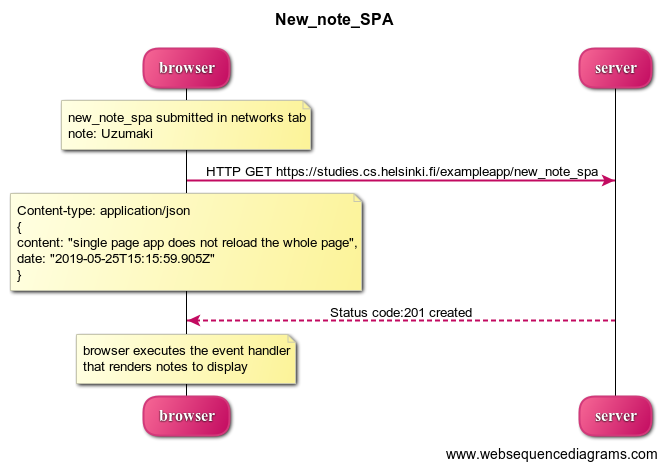 New_note_SPA
browser
server
new_note_spa submitted in networks tab
note: Uzumaki
HTTP GET https://studies.cs.helsinki.fi/exampleapp/new_note_spa
Content-type: application/json
{
content: "single page app does not reload the whole page",
date: "2019-05-25T15:15:59.905Z"
}
Status code:201 created
browser executes the event handler
that renders notes to display
browser
server
www.websequencediagrams.com